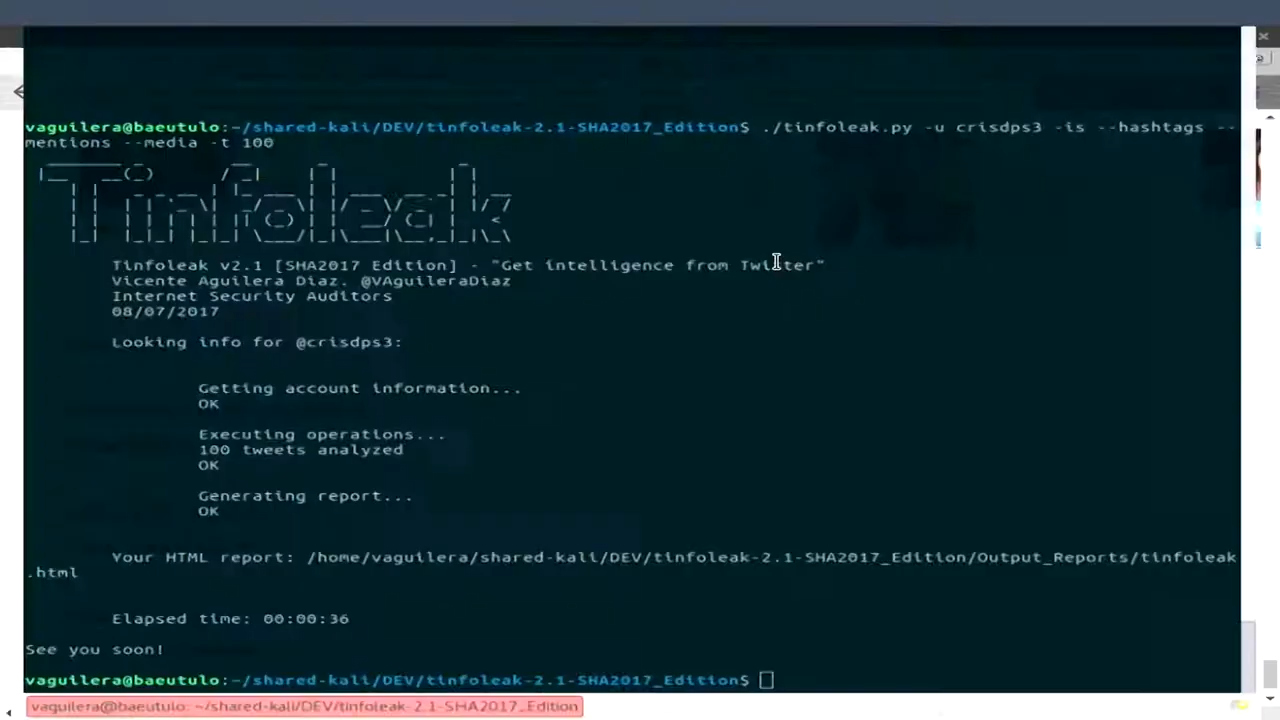 vaguilera@baeutulo:~/shared-kali/DEV/tinfoleak-2.1-SHA2017_Edition$ ./tinfoleak.py -u crisdps3 -is --hashtags --
mentions --media -t 100
Tinfoleak
Tinfoleak v2.1 [SHA2017 Edition] - "Get intelligence from Twitter"
Vicente Aguilera Diaz. @VAguileraDiaz
Internet Security Auditors
08/07/2017
Looking info for @crisdps3:
Getting account information...
OK
Executing operations...
100 tweets analyzed
OK
Generating report...
OK
Your HTML report: /home/vaguilera/shared-kali/DEV/tinfoleak-2.1-SHA2017_Edition/Output_Reports/tinfoleak
.html
Elapsed time: 00:00:36
See you soon!
vaguilera@baeutulo:~/shared-kali/DEV/tinfoleak-2.1-SHA2017_Edition$
vaguilera@baeutulo: ~/shared-kali/DEV/tinfoleak-2.1-SHA2017_Edition